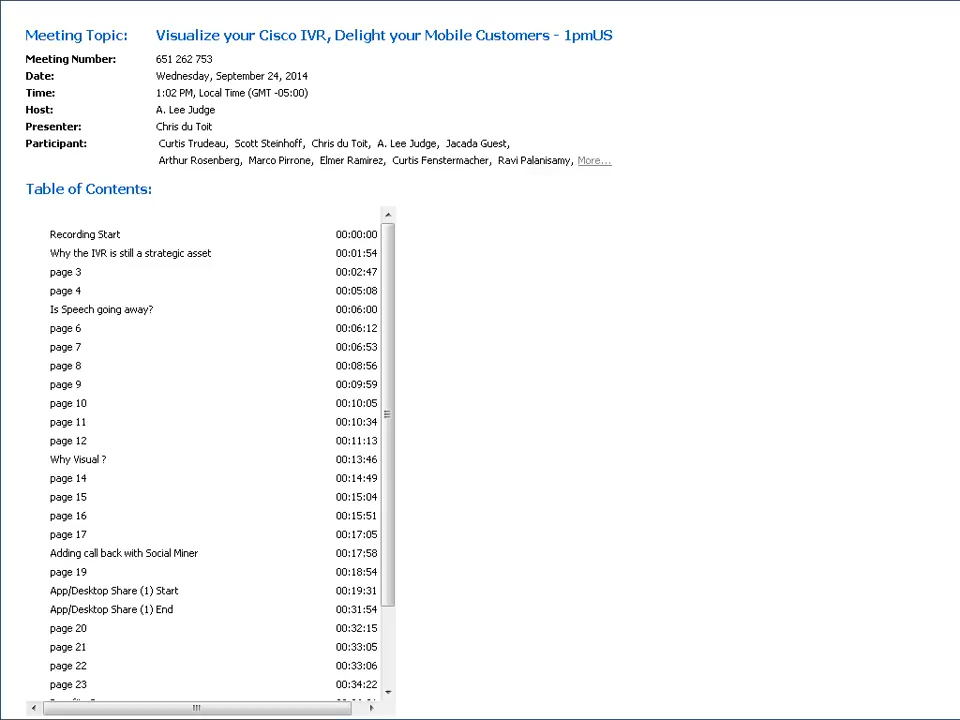 Meeting Topic: Visualize your Cisco IVR, Delight your Mobile Customers - 1pmUS
Meeting Number: 651 262 753
Date: Wednesday, September 24, 2014
Time: 1:02 PM, Local Time (GMT -05:00)
Host: A. Lee Judge
Presenter: Chris du Toit
Participant: Curtis Trudeau, Scott Steinhoff, Chris du Toit, A. Lee Judge, Jacada Guest,
Arthur Rosenberg, Marco Pirrone, Elmer Ramirez, Curtis Fenstermacher, Ravi Palanisamy, More...
Table of Contents:
Recording Start 00:00:00
Why the IVR is still a strategic asset 00:01:54
page 3 00:02:47
page 4 00:05:08
Is Speech going away? 00:06:00
page 6 00:06:12
page 7 00:06:53
page 8 00:08:56
page 9 00:09:59
page 10 00:10:05
page 11 00:10:34
page 12 00:11:13
Why Visual ? 00:13:46
page 14 00:14:49
page 15 00:15:04
page 16 00:15:51
page 17 00:17:05
Adding call back with Social Miner 00:17:58
page 19 00:18:54
App/Desktop Share (1) Start 00:19:31
App/Desktop Share (1) End 00:31:54
page 20 00:32:15
page 21 00:33:05
page 22 00:33:06
page 23 00:34:22